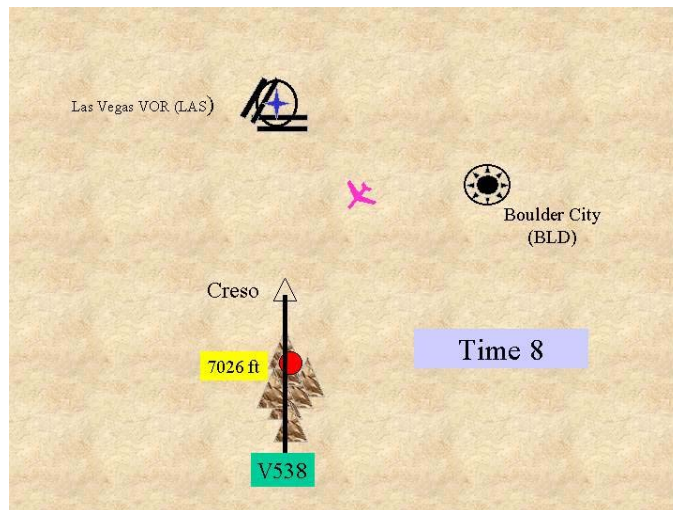 Las Vegas VOR (LAS)
Boulder City
(BLD)
Creso
Time 8
7026 ft
V538